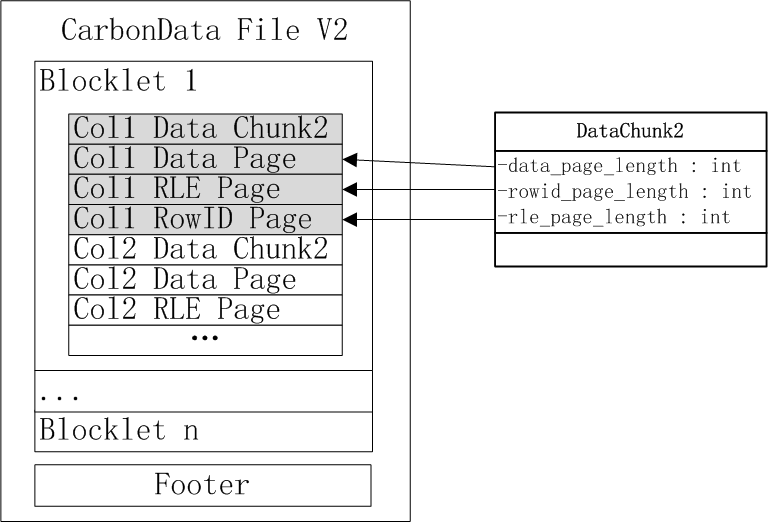 CarbonData File V2
Blocklet 1
Col1 Data Chunk2
Col1 Data Page
Col1 RLE Page
Col1 RowID Page
Col2 Data Chunk2
Col2 Data Page
Col2 RLE Page
...
...
Blocklet n
Footer
DataChunk2
-data_page_length : int
-rowid_page_length : int
-rle_page_length : int